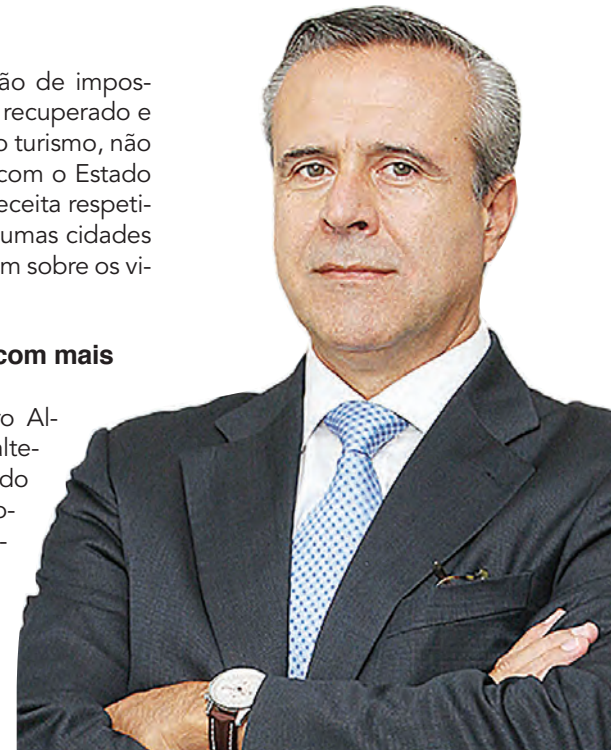 ão de impos-
recuperado e
o turismo, não
com o Estado
eceita respeti-
umas cidades
m sobre os vi-
com mais
o Al-
alte-
do
o-
-